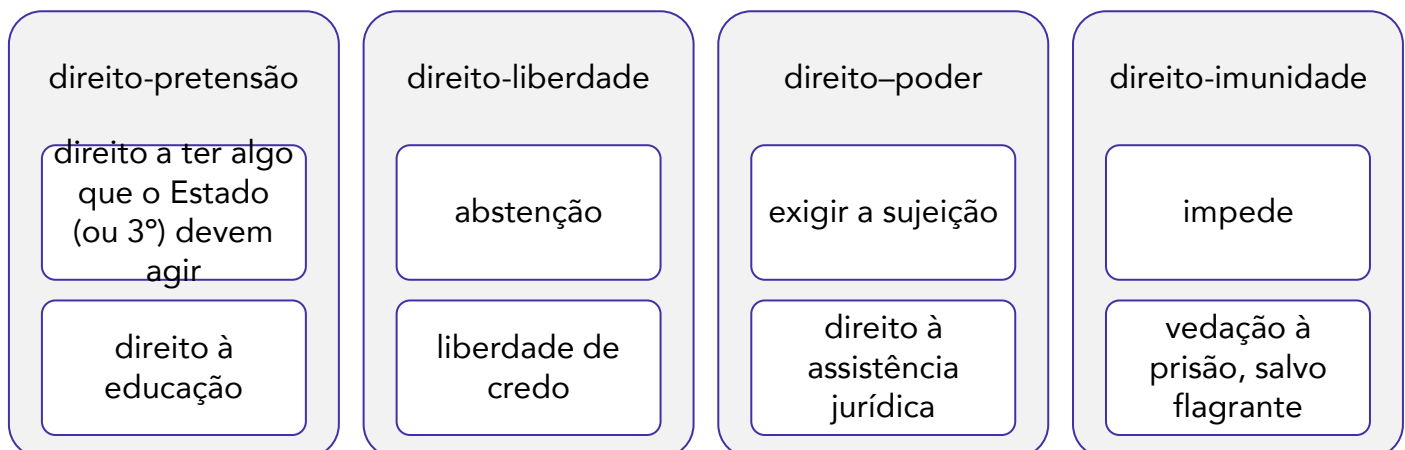 direito-pretensão
direito a ter algo
que o Estado
(ou 3º) devem
agir
direito à
educação
direito-liberdade
abstenção
liberdade de
credo
direito–poder
exigir a sujeição
direito à
assistência
jurídica
direito-imunidade
impede
vedação à
prisão, salvo
flagrante